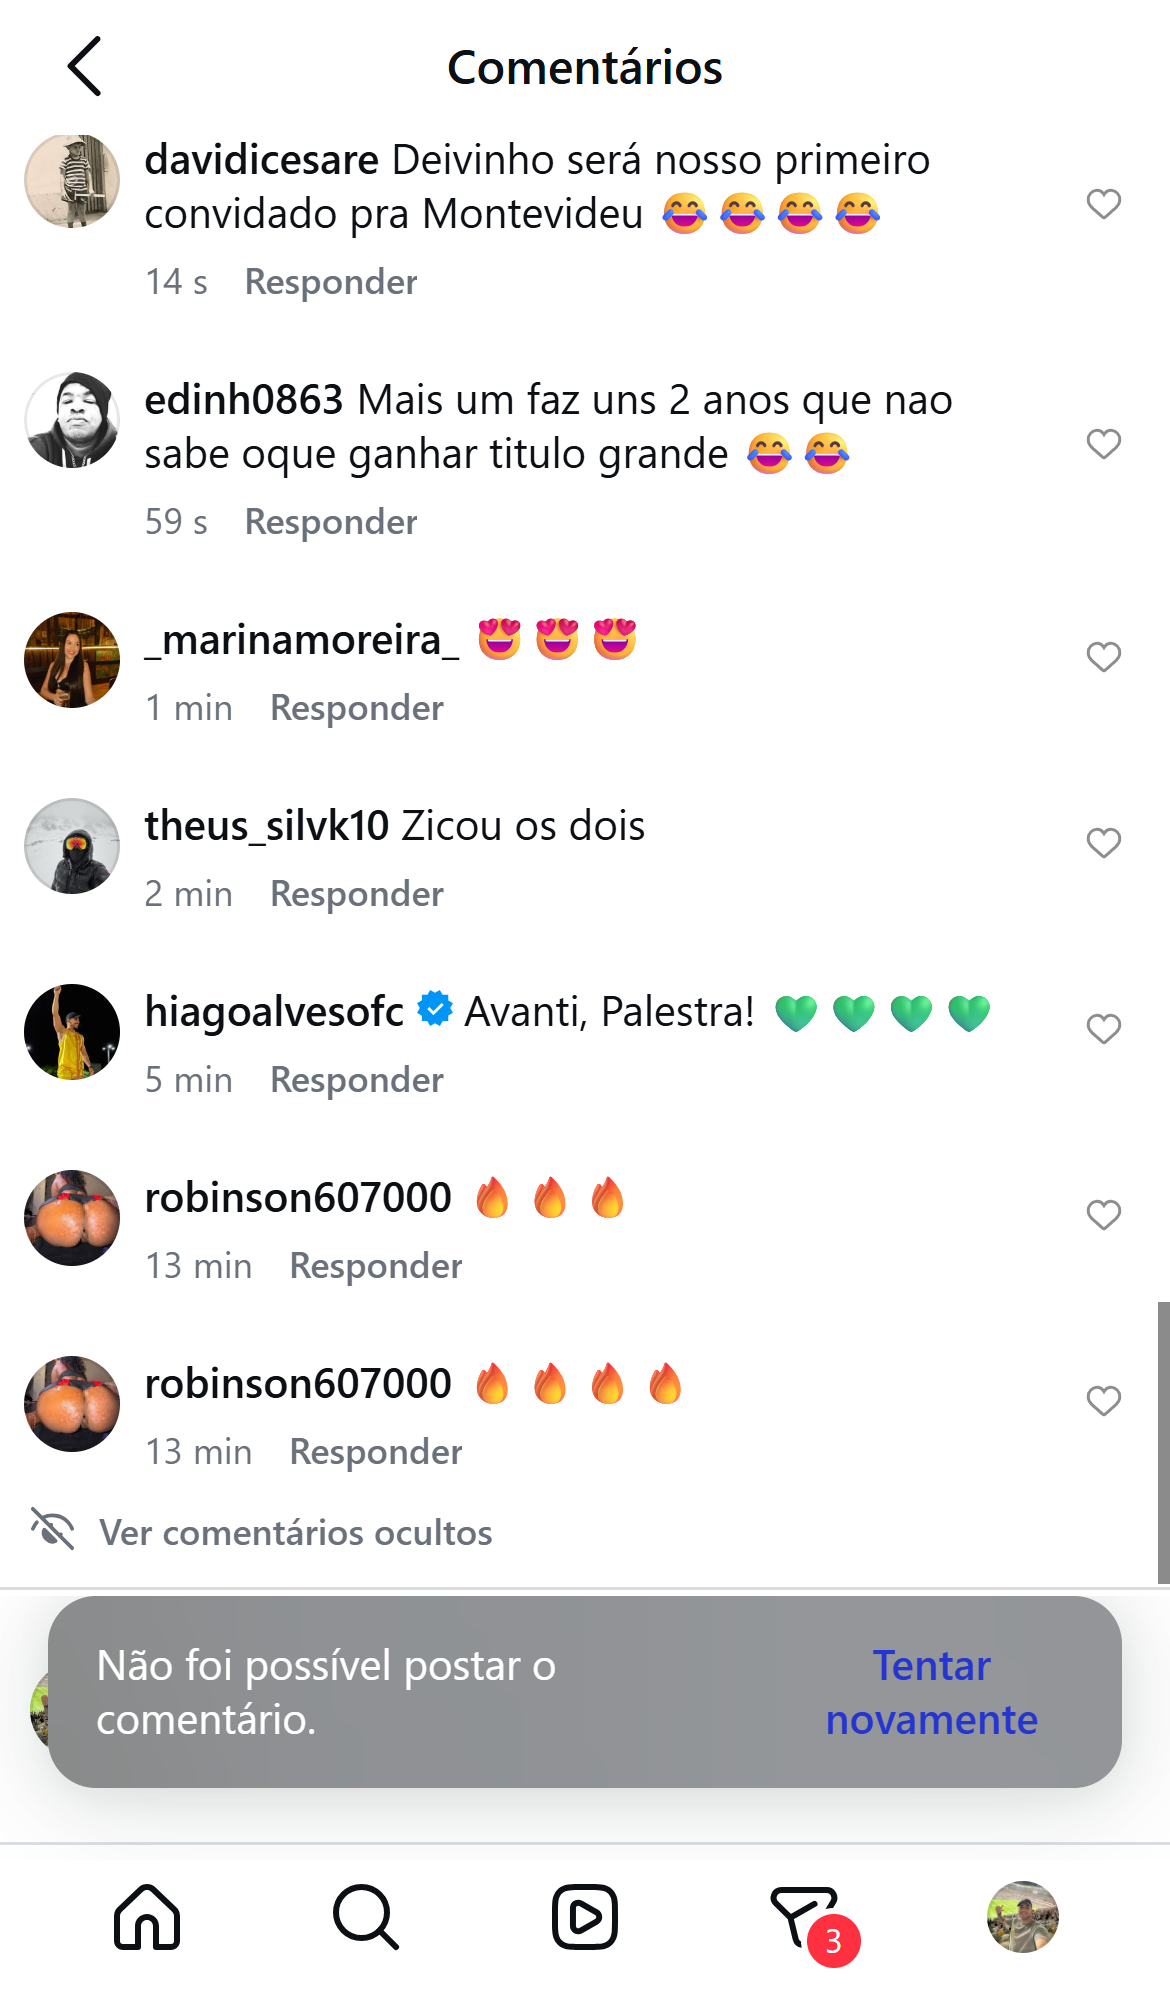 Comentários
davidicesare Deivinho será nosso primeiro
convidado pra Montevideu 😂😂😂😂
14 s Responder
edinh0863 Mais um faz uns 2 anos que nao
sabe oque ganhar titulo grande 😂😂
59 s Responder
_marinamoreira_ 😍😍😍
1 min Responder
theus_silvk10 Zicou os dois
2 min Responder
hiagoalvesofc Avanti, Palestra! 💚💚💚💚
5 min Responder
robinson607000 🔥🔥🔥
13 min Responder
robinson607000 🔥🔥🔥🔥
13 min Responder
Ver comentários ocultos
Não foi possível postar o
comentário.
Tentar
novamente
3